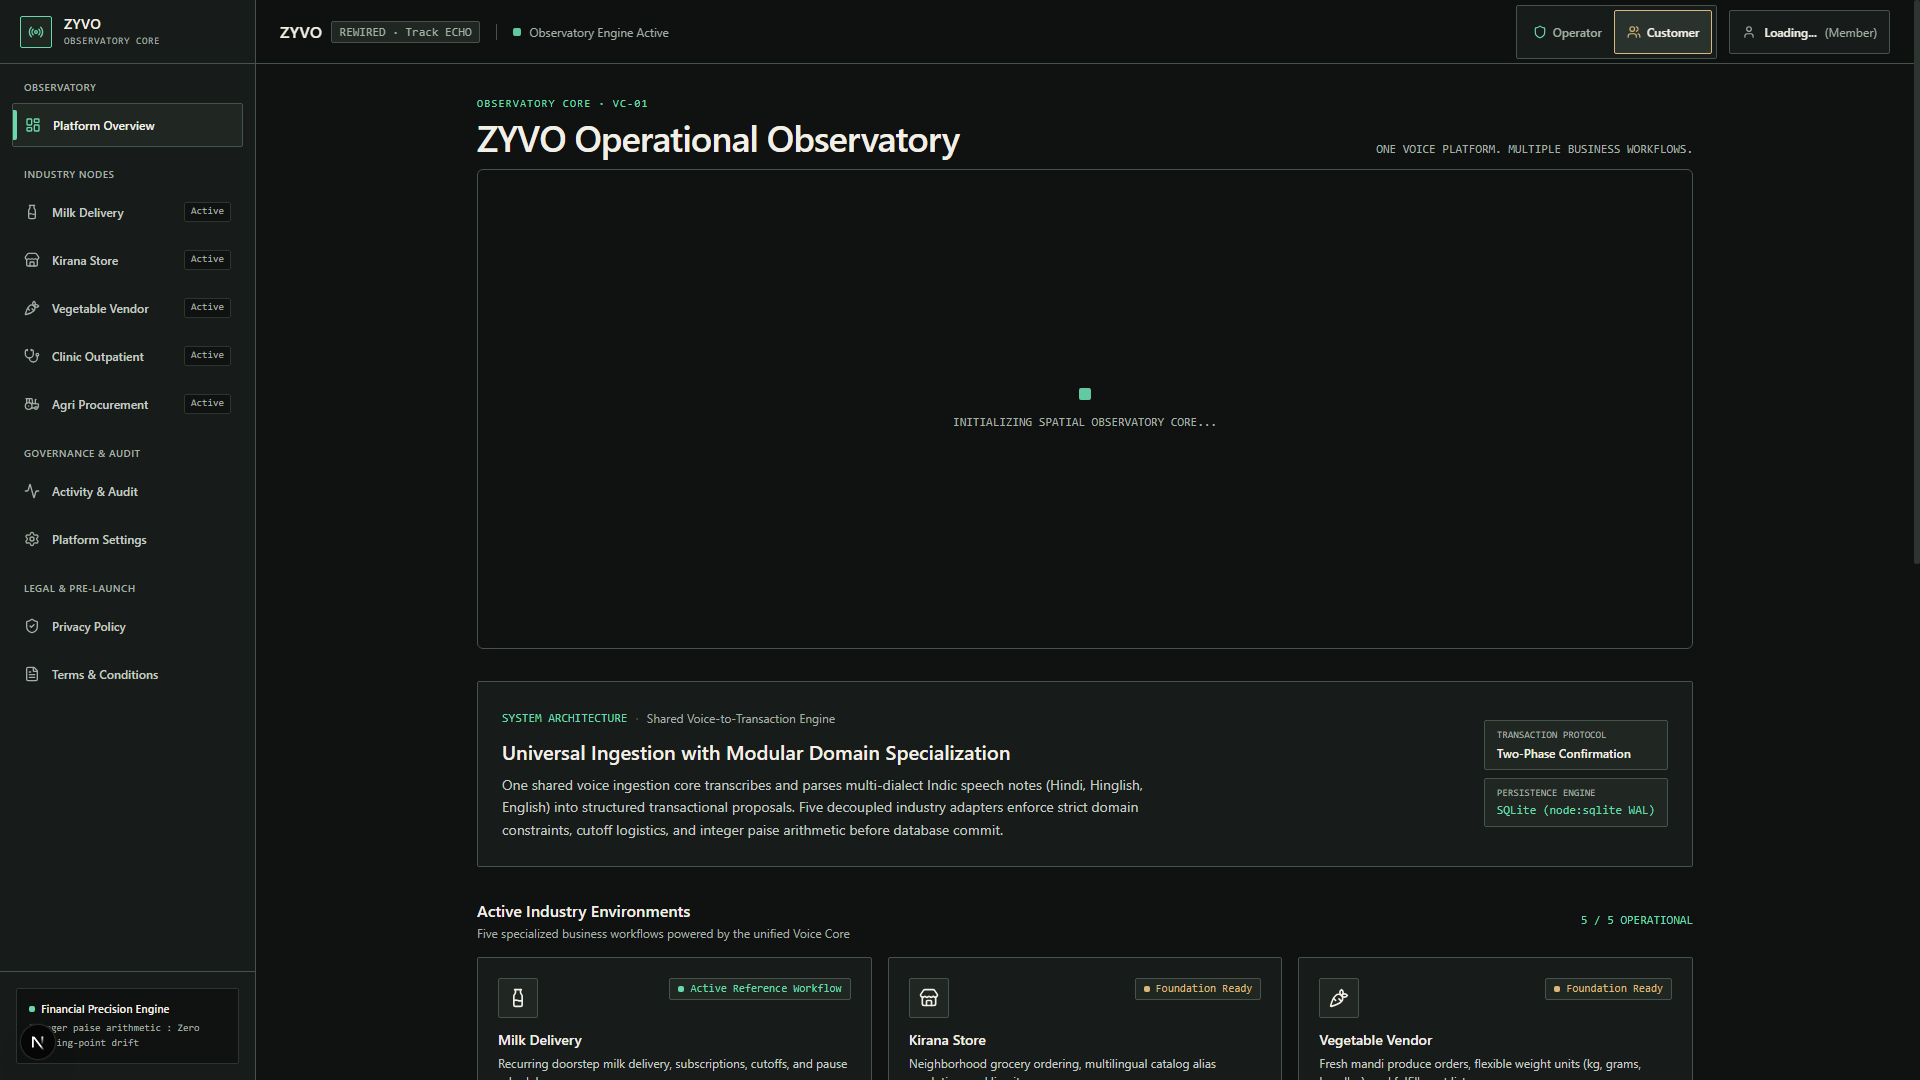 ZYVO
OBSERVATORY CORE
OBSERVATORY
Platform Overview
INDUSTRY NODES
Milk Delivery Active
Kirana Store Active
Vegetable Vendor Active
Clinic Outpatient Active
Agri Procurement Active
GOVERNANCE & AUDIT
Activity & Audit
Platform Settings
LEGAL & PRE-LAUNCH
Privacy Policy
Terms & Conditions
Financial Precision Engine
paise arithmetic : Zero
drift
N
ZYVO REWIRED · Track ECHO Observatory Engine Active
Operator Customer Loading... (Member)
OBSERVATORY CORE · VC-01
ZYVO Operational Observatory
ONE VOICE PLATFORM. MULTIPLE BUSINESS WORKFLOWS.
INITIALIZING SPATIAL OBSERVATORY CORE...
SYSTEM ARCHITECTURE · Shared Voice-to-Transaction Engine
Universal Ingestion with Modular Domain Specialization
One shared voice ingestion core transcribes and parses multi-dialect Indic speech notes (Hindi, Hinglish,
English) into structured transactional proposals. Five decoupled industry adapters enforce strict domain
constraints, cutoff logistics, and integer paise arithmetic before database commit.
TRANSACTION PROTOCOL
Two-Phase Confirmation
PERSISTENCE ENGINE
SQLite (node:sqlite WAL)
Active Industry Environments
Five specialized business workflows powered by the unified Voice Core
5 / 5 OPERATIONAL
Active Reference Workflow
Milk Delivery
Recurring doorstep milk delivery, subscriptions, cutoffs, and pause
Foundation Ready
Kirana Store
Neighborhood grocery ordering, multilingual catalog alias
Foundation Ready
Vegetable Vendor
Fresh mandi produce orders, flexible weight units (kg, grams,